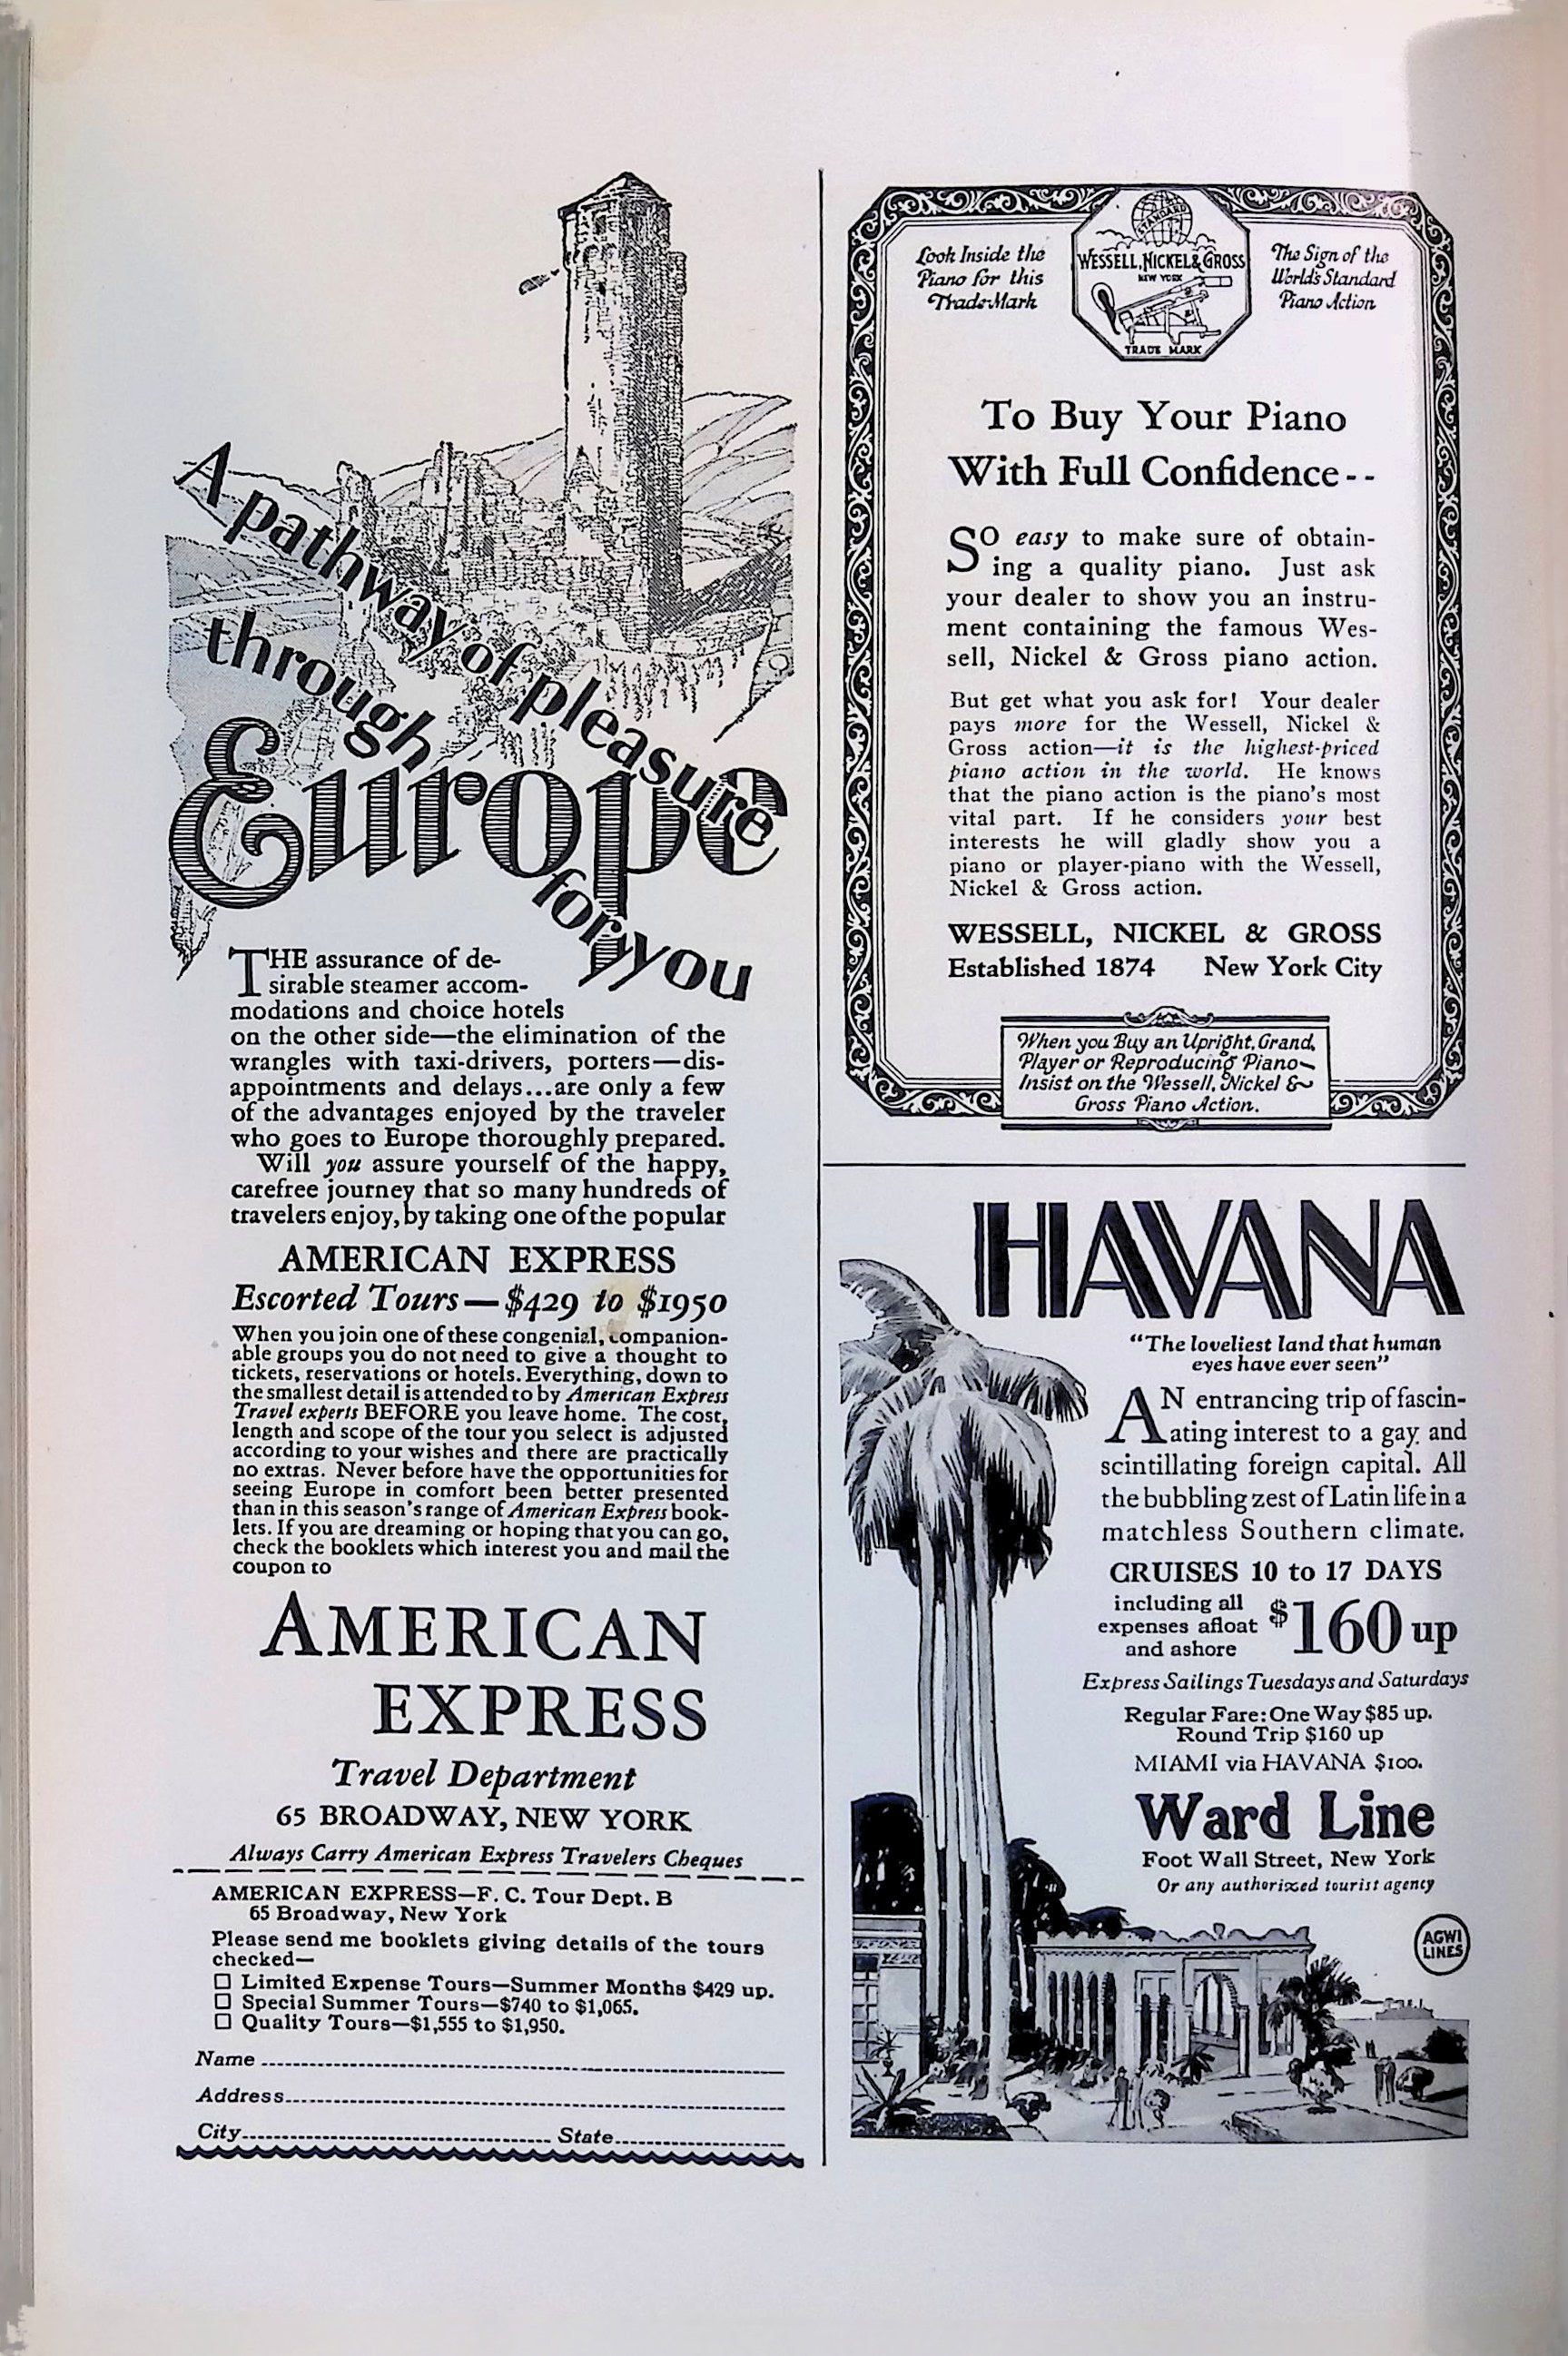 A pathway of pleasure
through
Europe
for you
THE assurance of de-
sirable steamer accom-
modations and choice hotels
on the other side—the elimination of the
wrangles with taxi-drivers, porters—dis-
appointments and delays...are only a few
of the advantages enjoyed by the traveler
who goes to Europe thoroughly prepared.
Will you assure yourself of the happy,
carefree journey that so many hundreds of
travelers enjoy, by taking one of the popular
AMERICAN EXPRESS
Escorted Tours—$429 to $1950
When you join one of these congenial, companion-
able groups you do not need to give a thought to
tickets, reservations or hotels. Everything, down to
the smallest detail is attended to by American Express
Travel experts BEFORE you leave home. The cost,
length and scope of the tour you select is adjusted
according to your wishes and there are practically
no extras. Never before have the opportunities for
seeing Europe in comfort been better presented
than in this season's range of American Express book-
lets. If you are dreaming or hoping that you can go,
check the booklets which interest you and mail the
coupon to
AMERICAN
EXPRESS
Travel Department
65 BROADWAY, NEW YORK
Always Carry American Express Travelers Cheques
AMERICAN EXPRESS—F. C. Tour Dept. B
65 Broadway, New York
Please send me booklets giving details of the tours
checked—
☐ Limited Expense Tours—Summer Months $429 up.
☐ Special Summer Tours—$740 to $1,065.
☐ Quality Tours—$1,555 to $1,950.
Name
Address
City State
Look Inside the
Piano for this
Trade-Mark
STANDARD
WESSELL, NICKEL & GROSS
NEW YORK
TRADE MARK
The Sign of the
World's Standard
Piano Action
To Buy Your Piano
With Full Confidence--
SO easy to make sure of obtain-
ing a quality piano. Just ask
your dealer to show you an instru-
ment containing the famous Wes-
sell, Nickel & Gross piano action.
But get what you ask for! Your dealer
pays more for the Wessell, Nickel &
Gross action—it is the highest-priced
piano action in the world. He knows
that the piano action is the piano's most
vital part. If he considers your best
interests he will gladly show you a
piano or player-piano with the Wessell,
Nickel & Gross action.
WESSELL, NICKEL & GROSS
Established 1874 New York City
When you Buy an Upright, Grand,
Player or Reproducing Piano—
Insist on the Wessell, Nickel &
Gross Piano Action.
HAVANA
"The loveliest land that human
eyes have ever seen"
AN entrancing trip of fascin-
ating interest to a gay and
scintillating foreign capital. All
the bubbling zest of Latin life in a
matchless Southern climate.
CRUISES 10 to 17 DAYS
including all
expenses afloat
and ashore
$160 up
Express Sailings Tuesdays and Saturdays
Regular Fare: One Way $85 up.
Round Trip $160 up
MIAMI via HAVANA $100.
Ward Line
Foot Wall Street, New York
Or any authorized tourist agency
AGWI
LINES